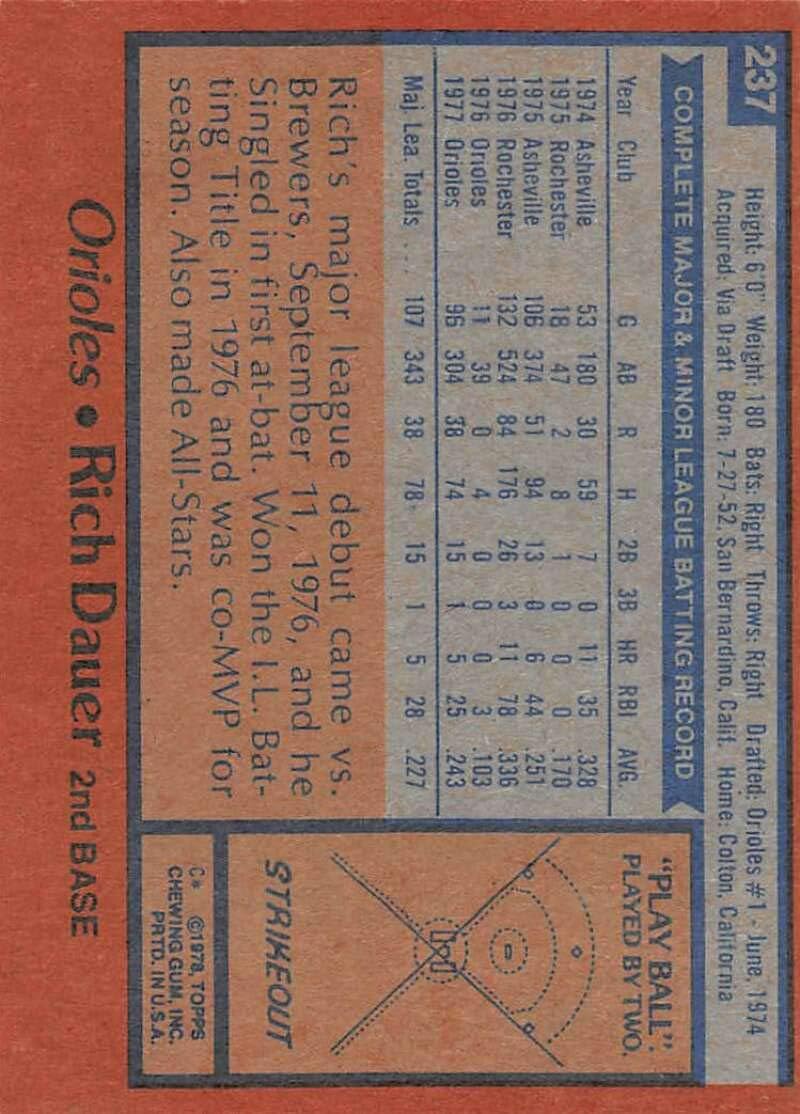 237
Height: 6'0" Weight: 180 Bats: Right Throws: Right Drafted: Orioles #1 - June, 1974
Acquired: Via Draft Born: 7-27-52, San Bernardino, Calif. Home: Colton, California
COMPLETE MAJOR & MINOR LEAGUE BATTING RECORD
Year Club G AB R H 2B 3B HR RBI AVG.
1974 Asheville 53 180 30 59 7 0 11 35 .328
1975 Rochester 18 47 2 8 1 0 0 0 .170
1975 Asheville 106 374 51 94 13 0 6 44 .251
1976 Rochester 132 524 84 176 26 3 11 78 .336
1976 Orioles 11 39 0 4 0 0 0 3 .103
1977 Orioles 96 304 38 74 15 1 5 25 .243
Maj. Lea. Totals ... 107 343 38 78 15 1 5 28 .227
Rich's major league debut came vs.
Brewers, September 11, 1976, and he
Singled in first at-bat. Won the I.L. Bat-
ting Title in 1976 and was co-MVP for
season. Also made All-Stars.
"PLAY BALL":
PLAYED BY TWO.
STRIKEOUT
C* ©1978, TOPPS
CHEWING GUM, INC.
PRTD. IN U.S.A.
Orioles • Rich Dauer 2nd BASE